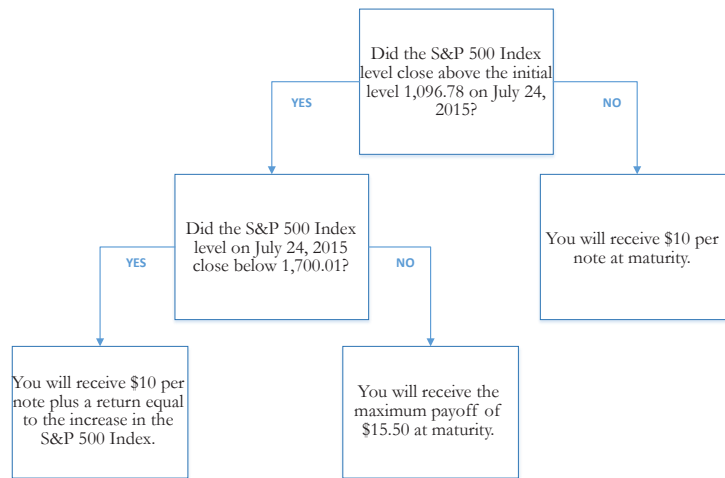 Did the S&P 500 Index
level close above the initial
level 1,096.78 on July 24,
2015?
YES
NO
Did the S&P 500 Index
level on July 24, 2015
close below 1,700.01?
You will receive $10 per
note at maturity.
YES
NO
You will receive $10 per
note plus a return equal
to the increase in the
S&P 500 Index.
You will receive the
maximum payoff of
$15.50 at maturity.